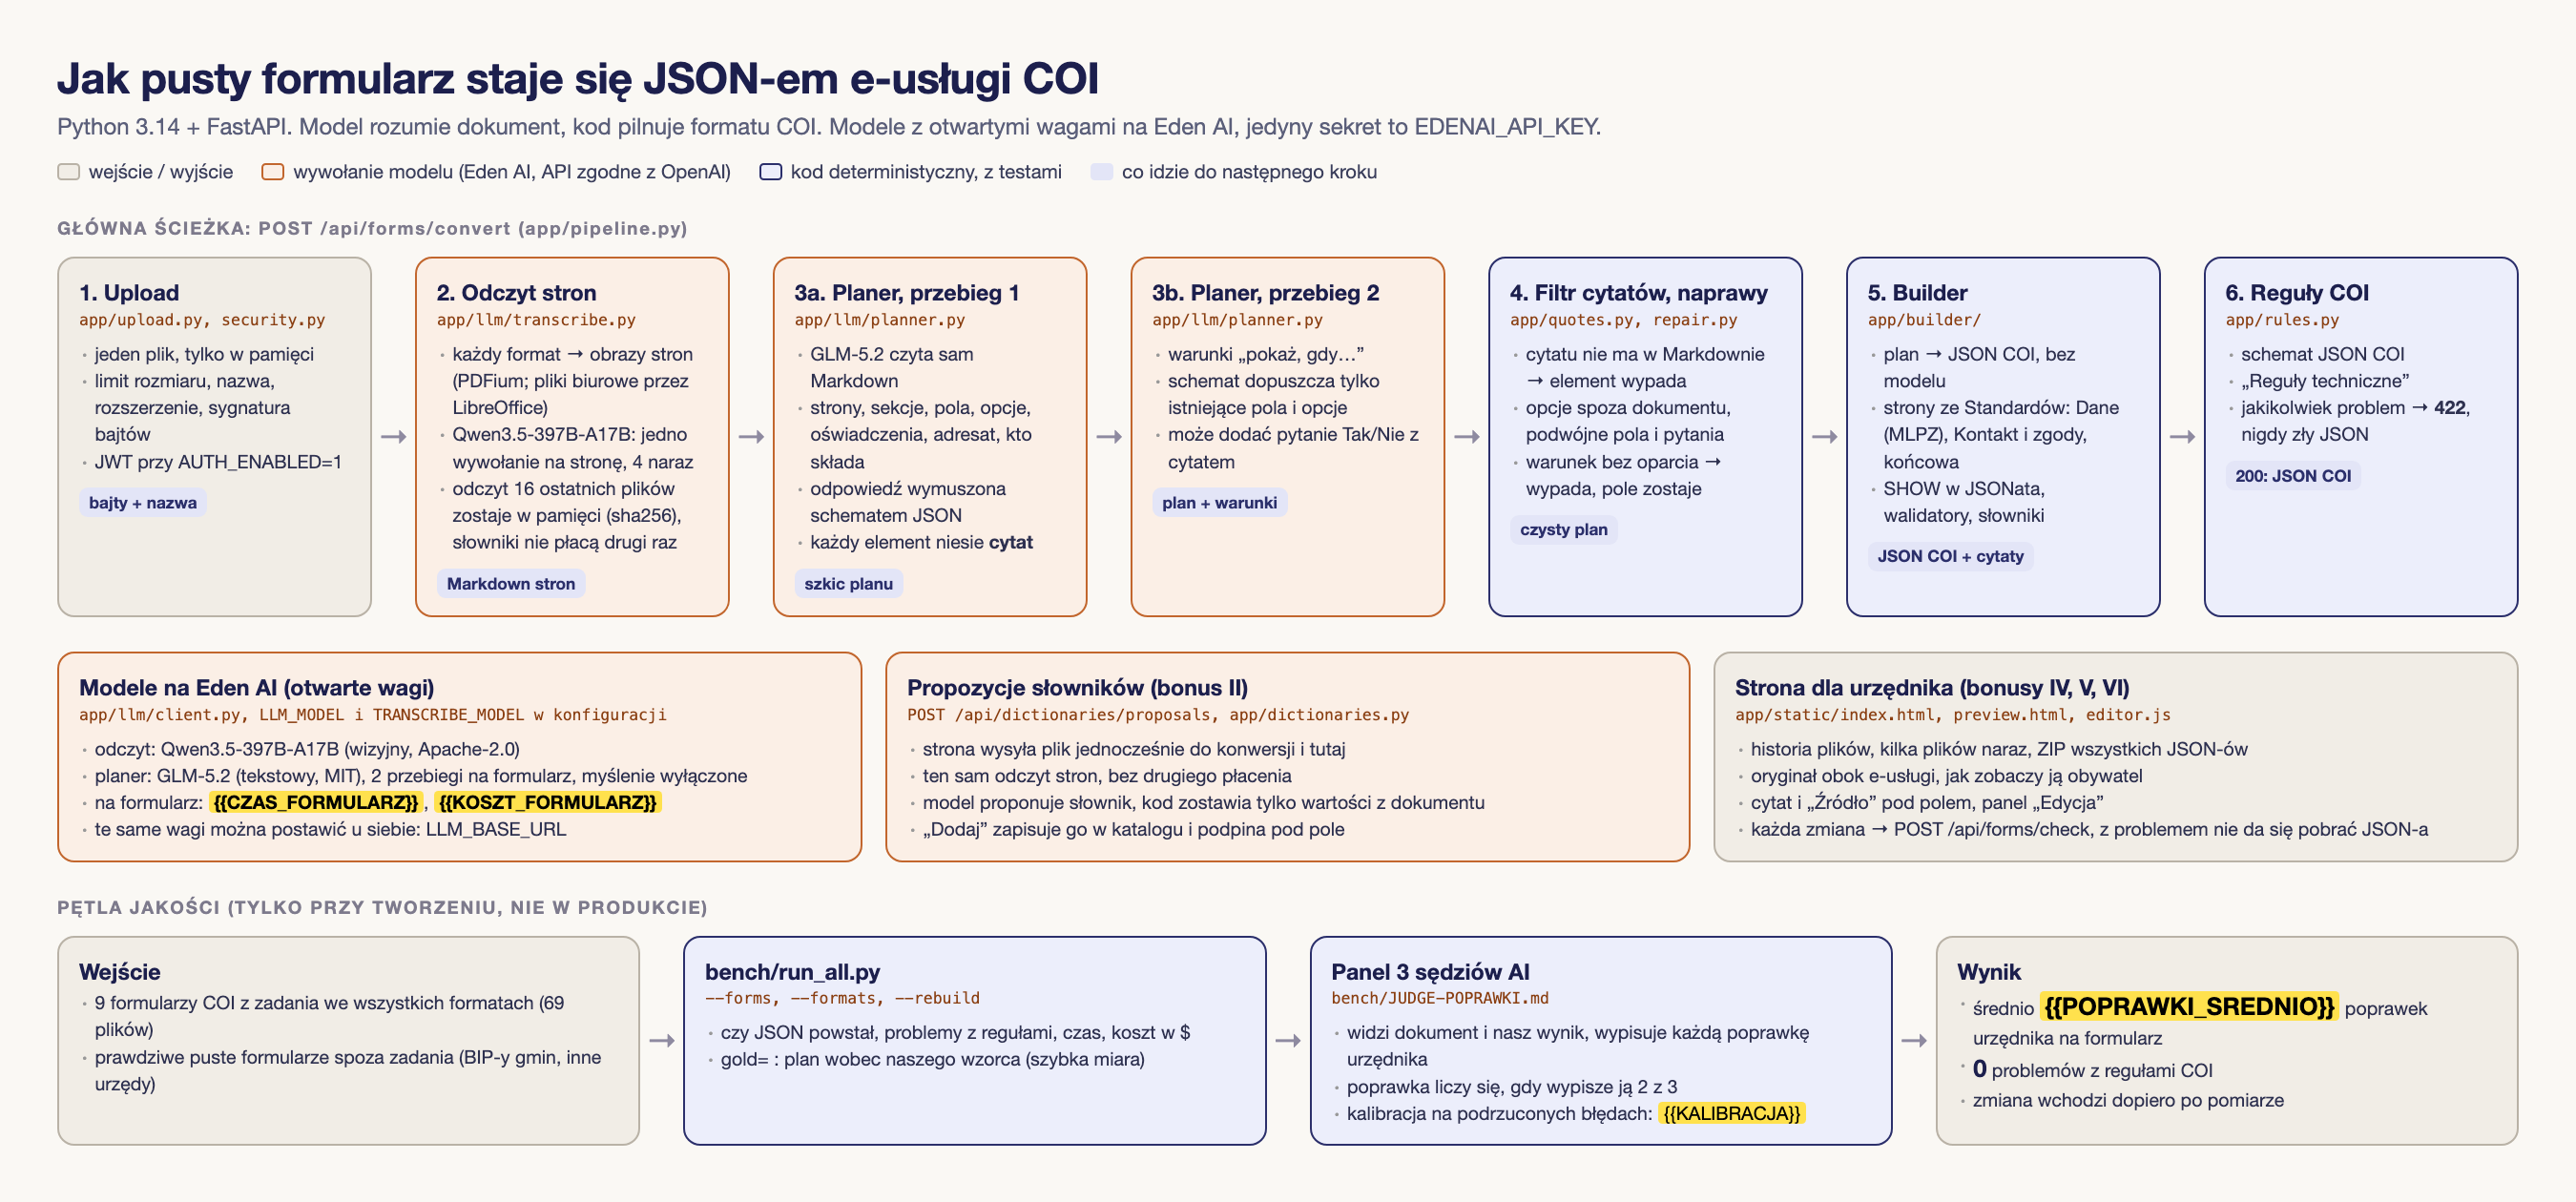 Jak pusty formularz staje się JSON-em e-usługi COI
Python 3.14 + FastAPI. Model rozumie dokument, kod pilnuje formatu COI. Modele z otwartymi wagami na Eden AI, jedyny sekret to EDENAI_API_KEY.
wejście / wyjście
wywołanie modelu (Eden AI, API zgodne z OpenAI)
kod deterministyczny, z testami
co idzie do następnego kroku
GŁÓWNA ŚCIEŻKA: POST /api/forms/convert (app/pipeline.py)
1. Upload
app/upload.py, security.py
· jeden plik, tylko w pamięci
· limit rozmiaru, nazwa,
rozszerzenie, sygnatura
bajtów
· JWT przy AUTH_ENABLED=1
bajty + nazwa
→
2. Odczyt stron
app/llm/transcribe.py
· każdy format → obrazy stron
(PDFium; pliki biurowe przez
LibreOffice)
· Qwen3.5-397B-A17B: jedno
wywołanie na stronę, 4 naraz
· odczyt 16 ostatnich plików
zostaje w pamięci (sha256),
słowniki nie płacą drugi raz
Markdown stron
→
3a. Planer, przebieg 1
app/llm/planner.py
· GLM-5.2 czyta sam
Markdown
· strony, sekcje, pola, opcje,
oświadczenia, adresat, kto
składa
· odpowiedź wymuszona
schematem JSON
· każdy element niesie cytat
szkic planu
→
3b. Planer, przebieg 2
app/llm/planner.py
· warunki „pokaż, gdy…”
· schemat dopuszcza tylko
istniejące pola i opcje
· może dodać pytanie Tak/Nie z
cytatem
plan + warunki
→
4. Filtr cytatów, naprawy
app/quotes.py, repair.py
· cytatu nie ma w Markdownie
→ element wypada
· opcje spoza dokumentu,
podwójne pola i pytania
· warunek bez oparcia →
wypada, pole zostaje
czysty plan
→
5. Builder
app/builder/
· plan → JSON COI, bez
modelu
· strony ze Standardów: Dane
(MLPZ), Kontakt i zgody,
końcowa
· SHOW w JSONata,
walidatory, słowniki
JSON COI + cytaty
→
6. Reguły COI
app/rules.py
· schemat JSON COI
· „Reguły techniczne”
· jakikolwiek problem → 422,
nigdy zły JSON
200: JSON COI
Modele na Eden AI (otwarte wagi)
app/llm/client.py, LLM_MODEL i TRANSCRIBE_MODEL w konfiguracji
· odczyt: Qwen3.5-397B-A17B (wizyjny, Apache-2.0)
· planer: GLM-5.2 (tekstowy, MIT), 2 przebiegi na formularz, myślenie wyłączone
· na formularz: {{CZAS_FORMULARZ}} , {{KOSZT_FORMULARZ}}
· te same wagi można postawić u siebie: LLM_BASE_URL
Propozycje słowników (bonus II)
POST /api/dictionaries/proposals, app/dictionaries.py
· strona wysyła plik jednocześnie do konwersji i tutaj
· ten sam odczyt stron, bez drugiego płacenia
· model proponuje słownik, kod zostawia tylko wartości z dokumentu
· „Dodaj” zapisuje go w katalogu i podpina pod pole
Strona dla urzędnika (bonusy IV, V, VI)
app/static/index.html, preview.html, editor.js
· historia plików, kilka plików naraz, ZIP wszystkich JSON-ów
· oryginał obok e-usługi, jak zobaczy ją obywatel
· cytat i „Źródło” pod polem, panel „Edycja”
· każda zmiana → POST /api/forms/check, z problemem nie da się pobrać JSON-a
PĘTLA JAKOŚCI (TYLKO PRZY TWORZENIU, NIE W PRODUKCIE)
Wejście
· 9 formularzy COI z zadania we wszystkich formatach (69
plików)
· prawdziwe puste formularze spoza zadania (BIP-y gmin, inne
urzędy)
→
bench/run_all.py
--forms, --formats, --rebuild
· czy JSON powstał, problemy z regułami, czas, koszt w $
· gold= : plan wobec naszego wzorca (szybka miara)
→
Panel 3 sędziów AI
bench/JUDGE-POPRAWKI.md
· widzi dokument i nasz wynik, wypisuje każdą poprawkę
urzędnika
· poprawka liczy się, gdy wypisze ją 2 z 3
· kalibracja na podrzuconych błędach: {{KALIBRACJA}}
→
Wynik
· średnio {{POPRAWKI_SREDNIO}} poprawek
urzędnika na formularz
· 0 problemów z regułami COI
· zmiana wchodzi dopiero po pomiarze